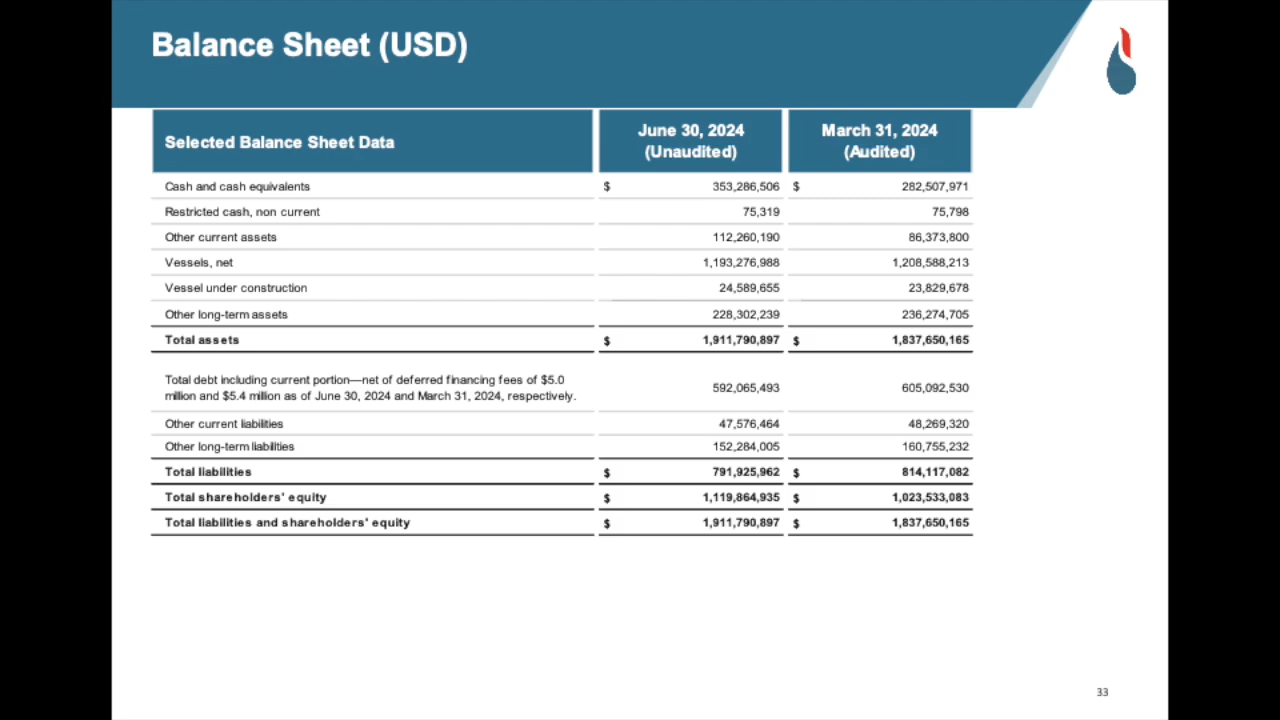 Balance Sheet (USD)
Selected Balance Sheet Data
June 30, 2024
(Unaudited)
March 31, 2024
(Audited)
Cash and cash equivalents $ 353,286,506 $ 282,507,971
Restricted cash, non current 75,319 75,798
Other current assets 112,260,190 86,373,800
Vessels, net 1,193,276,988 1,208,588,213
Vessel under construction 24,589,655 23,829,678
Other long-term assets 228,302,239 236,274,705
Total assets $ 1,911,790,897 $ 1,837,650,165
Total debt including current portion—net of deferred financing fees of $5.0
million and $5.4 million as of June 30, 2024 and March 31, 2024, respectively.
592,065,493 605,092,530
Other current liabilities 47,576,464 48,269,320
Other long-term liabilities 152,284,005 160,755,232
Total liabilities $ 791,925,962 $ 814,117,082
Total shareholders' equity $ 1,119,864,935 $ 1,023,533,083
Total liabilities and shareholders' equity $ 1,911,790,897 $ 1,837,650,165
33